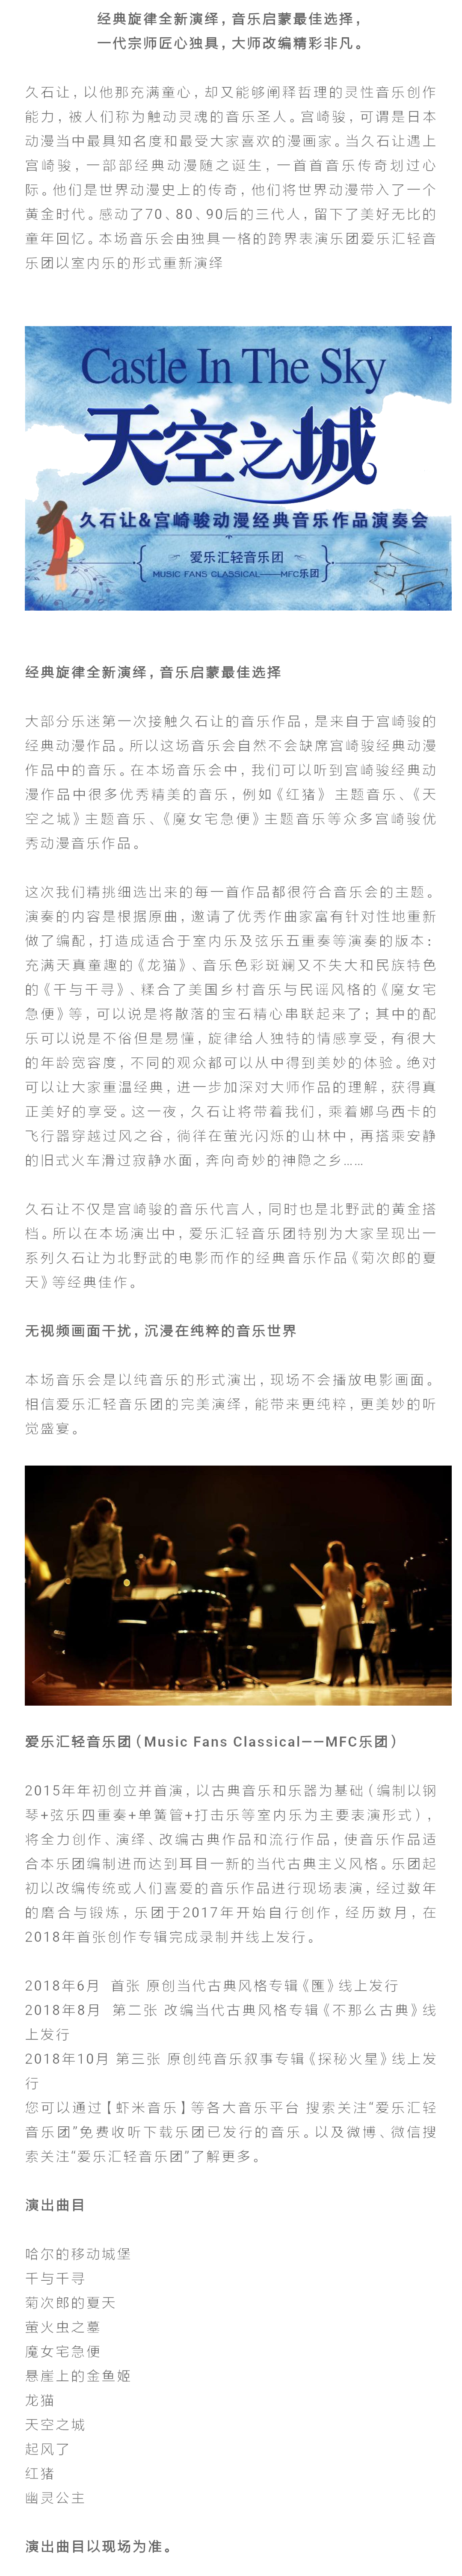 经典旋律全新演绎，音乐启蒙最佳选择，
一代宗师匠心独具，大师改编精彩非凡。
久石让，以他那充满童心，却又能够阐释哲理的灵性音乐创作
能力，被人们称为触动灵魂的音乐圣人。宫崎骏，可谓是日本
动漫当中最具知名度和最受大家喜欢的漫画家。当久石让遇上
宫崎骏，一部部经典动漫随之诞生，一首首音乐传奇划过心
际。他们是世界动漫史上的传奇，他们将世界动漫带入了一个
黄金时代。感动了70、80、90后的三代人，留下了美好无比的
童年回忆。本场音乐会由独具一格的跨界表演乐团爱乐汇轻音
乐团以室内乐的形式重新演绎
Castle In The Sky
天空之城
久石让&宫崎骏动漫经典音乐作品演奏会
爱乐汇轻音乐团
MUSIC FANS CLASSICAL——MFC乐团
经典旋律全新演绎，音乐启蒙最佳选择
大部分乐迷第一次接触久石让的音乐作品，是来自于宫崎骏的
经典动漫作品。所以这场音乐会自然不会缺席宫崎骏经典动漫
作品中的音乐。在本场音乐会中，我们可以听到宫崎骏经典动
漫作品中很多优秀精美的音乐，例如《红猪》 主题音乐、《天
空之城》主题音乐、《魔女宅急便》主题音乐等众多宫崎骏优
秀动漫音乐作品。
这次我们精挑细选出来的每一首作品都很符合音乐会的主题。
演奏的内容是根据原曲，邀请了优秀作曲家富有针对性地重新
做了编配，打造成适合于室内乐及弦乐五重奏等演奏的版本：
充满天真童趣的《龙猫》、音乐色彩斑斓又不失大和民族特色
的《千与千寻》、糅合了美国乡村音乐与民谣风格的《魔女宅
急便》等，可以说是将散落的宝石精心串联起来了；其中的配
乐可以说是不俗但是易懂，旋律给人独特的情感享受，有很大
的年龄宽容度，不同的观众都可以从中得到美妙的体验。绝对
可以让大家重温经典，进一步加深对大师作品的理解，获得真
正美好的享受。这一夜，久石让将带着我们，乘着娜乌西卡的
飞行器穿越过风之谷，徜徉在萤光闪烁的山林中，再搭乘安静
的旧式火车滑过寂静水面，奔向奇妙的神隐之乡……
久石让不仅是宫崎骏的音乐代言人，同时也是北野武的黄金搭
档。所以在本场演出中，爱乐汇轻音乐团特别为大家呈现出一
系列久石让为北野武的电影而作的经典音乐作品《菊次郎的夏
天》等经典佳作。
无视频画面干扰，沉浸在纯粹的音乐世界
本场音乐会是以纯音乐的形式演出，现场不会播放电影画面。
相信爱乐汇轻音乐团的完美演绎，能带来更纯粹，更美妙的听
觉盛宴。
爱乐汇轻音乐团（Music Fans Classical——MFC乐团）
2015年年初创立并首演，以古典音乐和乐器为基础（编制以钢
琴+弦乐四重奏+单簧管+打击乐等室内乐为主要表演形式），
将全力创作、演绎、改编古典作品和流行作品，使音乐作品适
合本乐团编制进而达到耳目一新的当代古典主义风格。乐团起
初以改编传统或人们喜爱的音乐作品进行现场表演，经过数年
的磨合与锻炼，乐团于2017年开始自行创作，经历数月，在
2018年首张创作专辑完成录制并线上发行。
2018年6月 首张 原创当代古典风格专辑《匯》线上发行
2018年8月 第二张 改编当代古典风格专辑《不那么古典》线
上发行
2018年10月 第三张 原创纯音乐叙事专辑《探秘火星》线上发
行
您可以通过【虾米音乐】等各大音乐平台 搜索关注“爱乐汇轻
音乐团”免费收听下载乐团已发行的音乐。以及微博、微信搜
索关注“爱乐汇轻音乐团”了解更多。
演出曲目
哈尔的移动城堡
千与千寻
菊次郎的夏天
萤火虫之墓
魔女宅急便
悬崖上的金鱼姬
龙猫
天空之城
起风了
红猪
幽灵公主
演出曲目以现场为准。